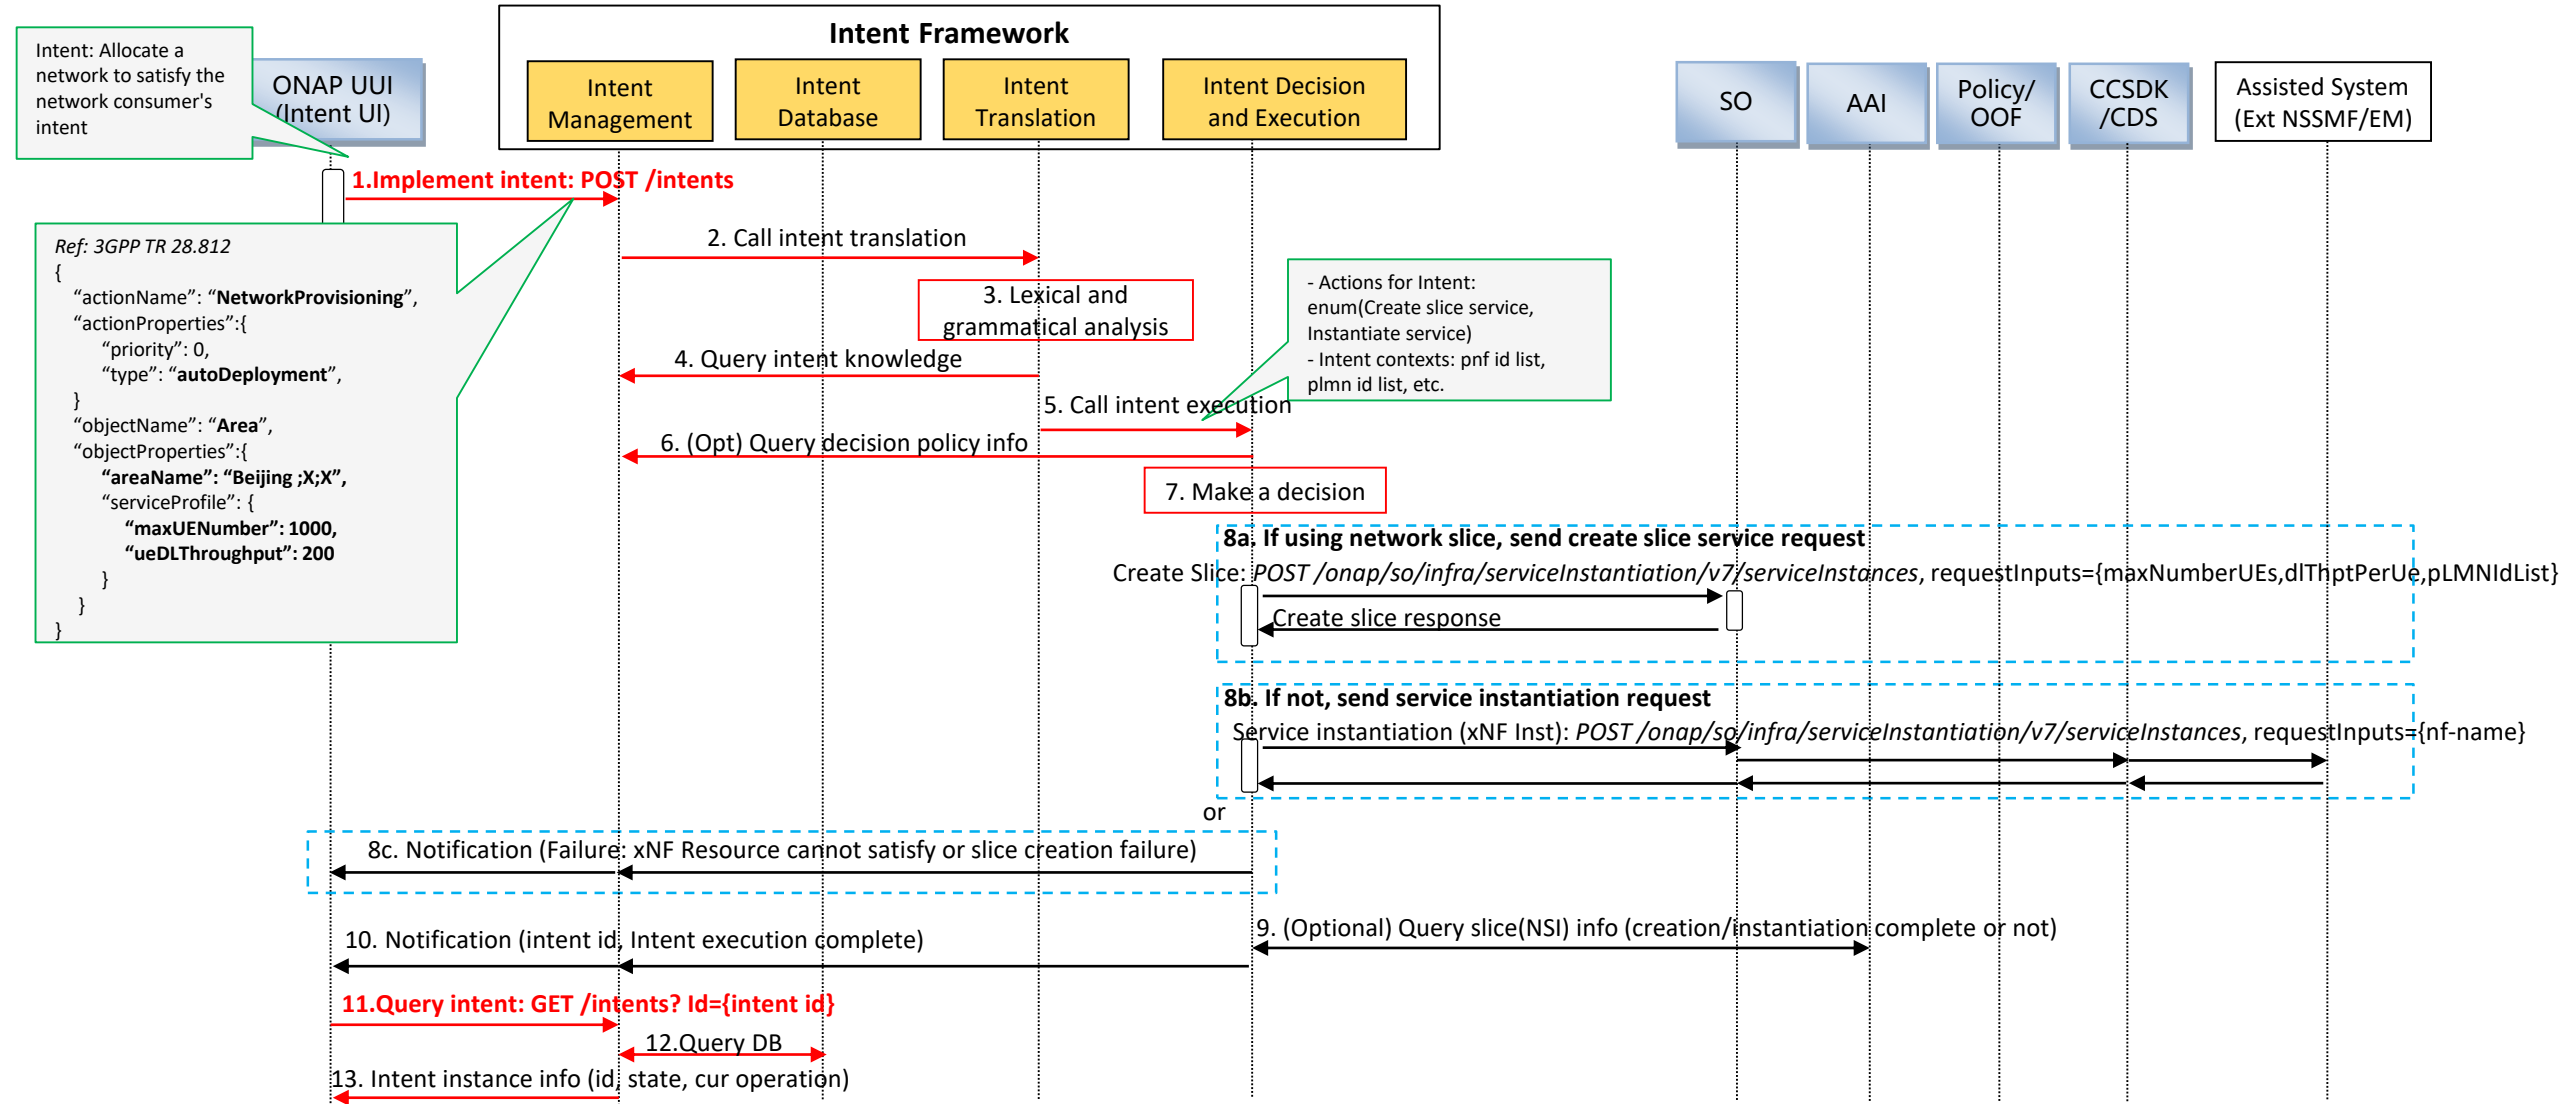 Intent Framework
Intent: Allocate a
network to satisfy the
network consumer's
intent
ONAP UUI
(Intent UI)
Intent
Management
Intent
Database
Intent
Translation
Intent Decision
and Execution
SO
AAI
Policy/
OOF
CCSDK
/CDS
Assisted System
(Ext NSSMF/EM)
1.Implement intent: POST /intents
Ref: 3GPP TR 28.812
{
“actionName”: “NetworkProvisioning”,
“actionProperties”:{
“priority”: 0,
“type”: “autoDeployment”,
}
“objectName”: “Area”,
“objectProperties”:{
“areaName”: “Beijing ;X;X”,
“serviceProfile”: {
“maxUENumber”: 1000,
“ueDLThroughput”: 200
}
}
}
2. Call intent translation
3. Lexical and
grammatical analysis
- Actions for Intent:
enum(Create slice service,
Instantiate service)
- Intent contexts: pnf id list,
plmn id list, etc.
4. Query intent knowledge
5. Call intent execution
6. (Opt) Query decision policy info
7. Make a decision
8a. If using network slice, send create slice service request
Create Slice: POST /onap/so/infra/serviceInstantiation/v7/serviceInstances, requestInputs={maxNumberUEs,dlThptPerUe,pLMNIdList}
Create slice response
8b. If not, send service instantiation request
Service instantiation (xNF Inst): POST /onap/so/infra/serviceInstantiation/v7/serviceInstances, requestInputs={nf-name}
or
8c. Notification (Failure: xNF Resource cannot satisfy or slice creation failure)
9. (Optional) Query slice(NSI) info (creation/instantiation complete or not)
10. Notification (intent id, Intent execution complete)
11.Query intent: GET /intents? Id={intent id}
12.Query DB
13. Intent instance info (id, state, cur operation)